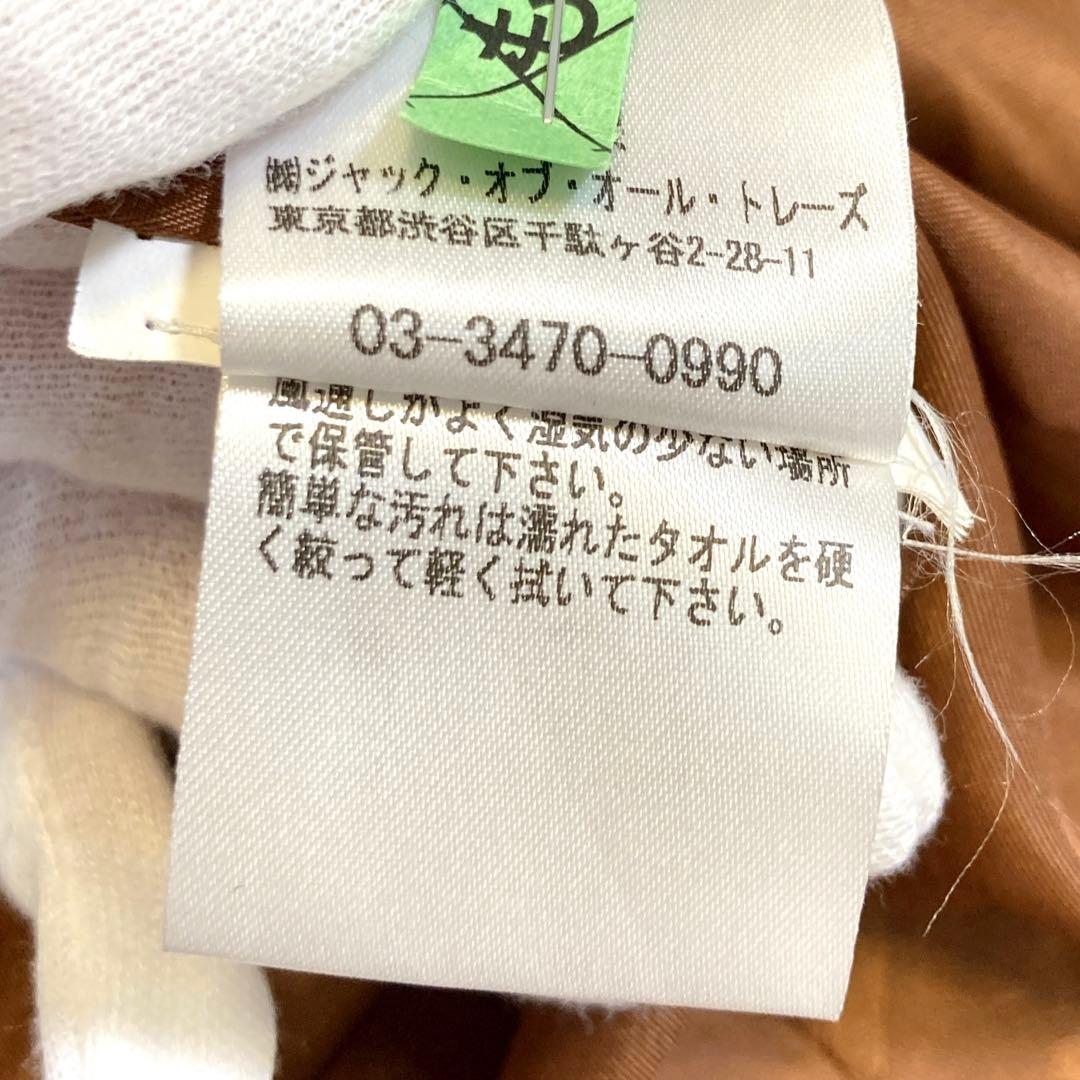 ㈱ジャック・オブ・オール・トレーズ
東京都渋谷区千駄ヶ谷2-28-11
03-3470-0990
風通しがよく湿気の少ない場所
で保管して下さい。
簡単な汚れは濡れたタオルを硬
く絞って軽く拭いて下さい。